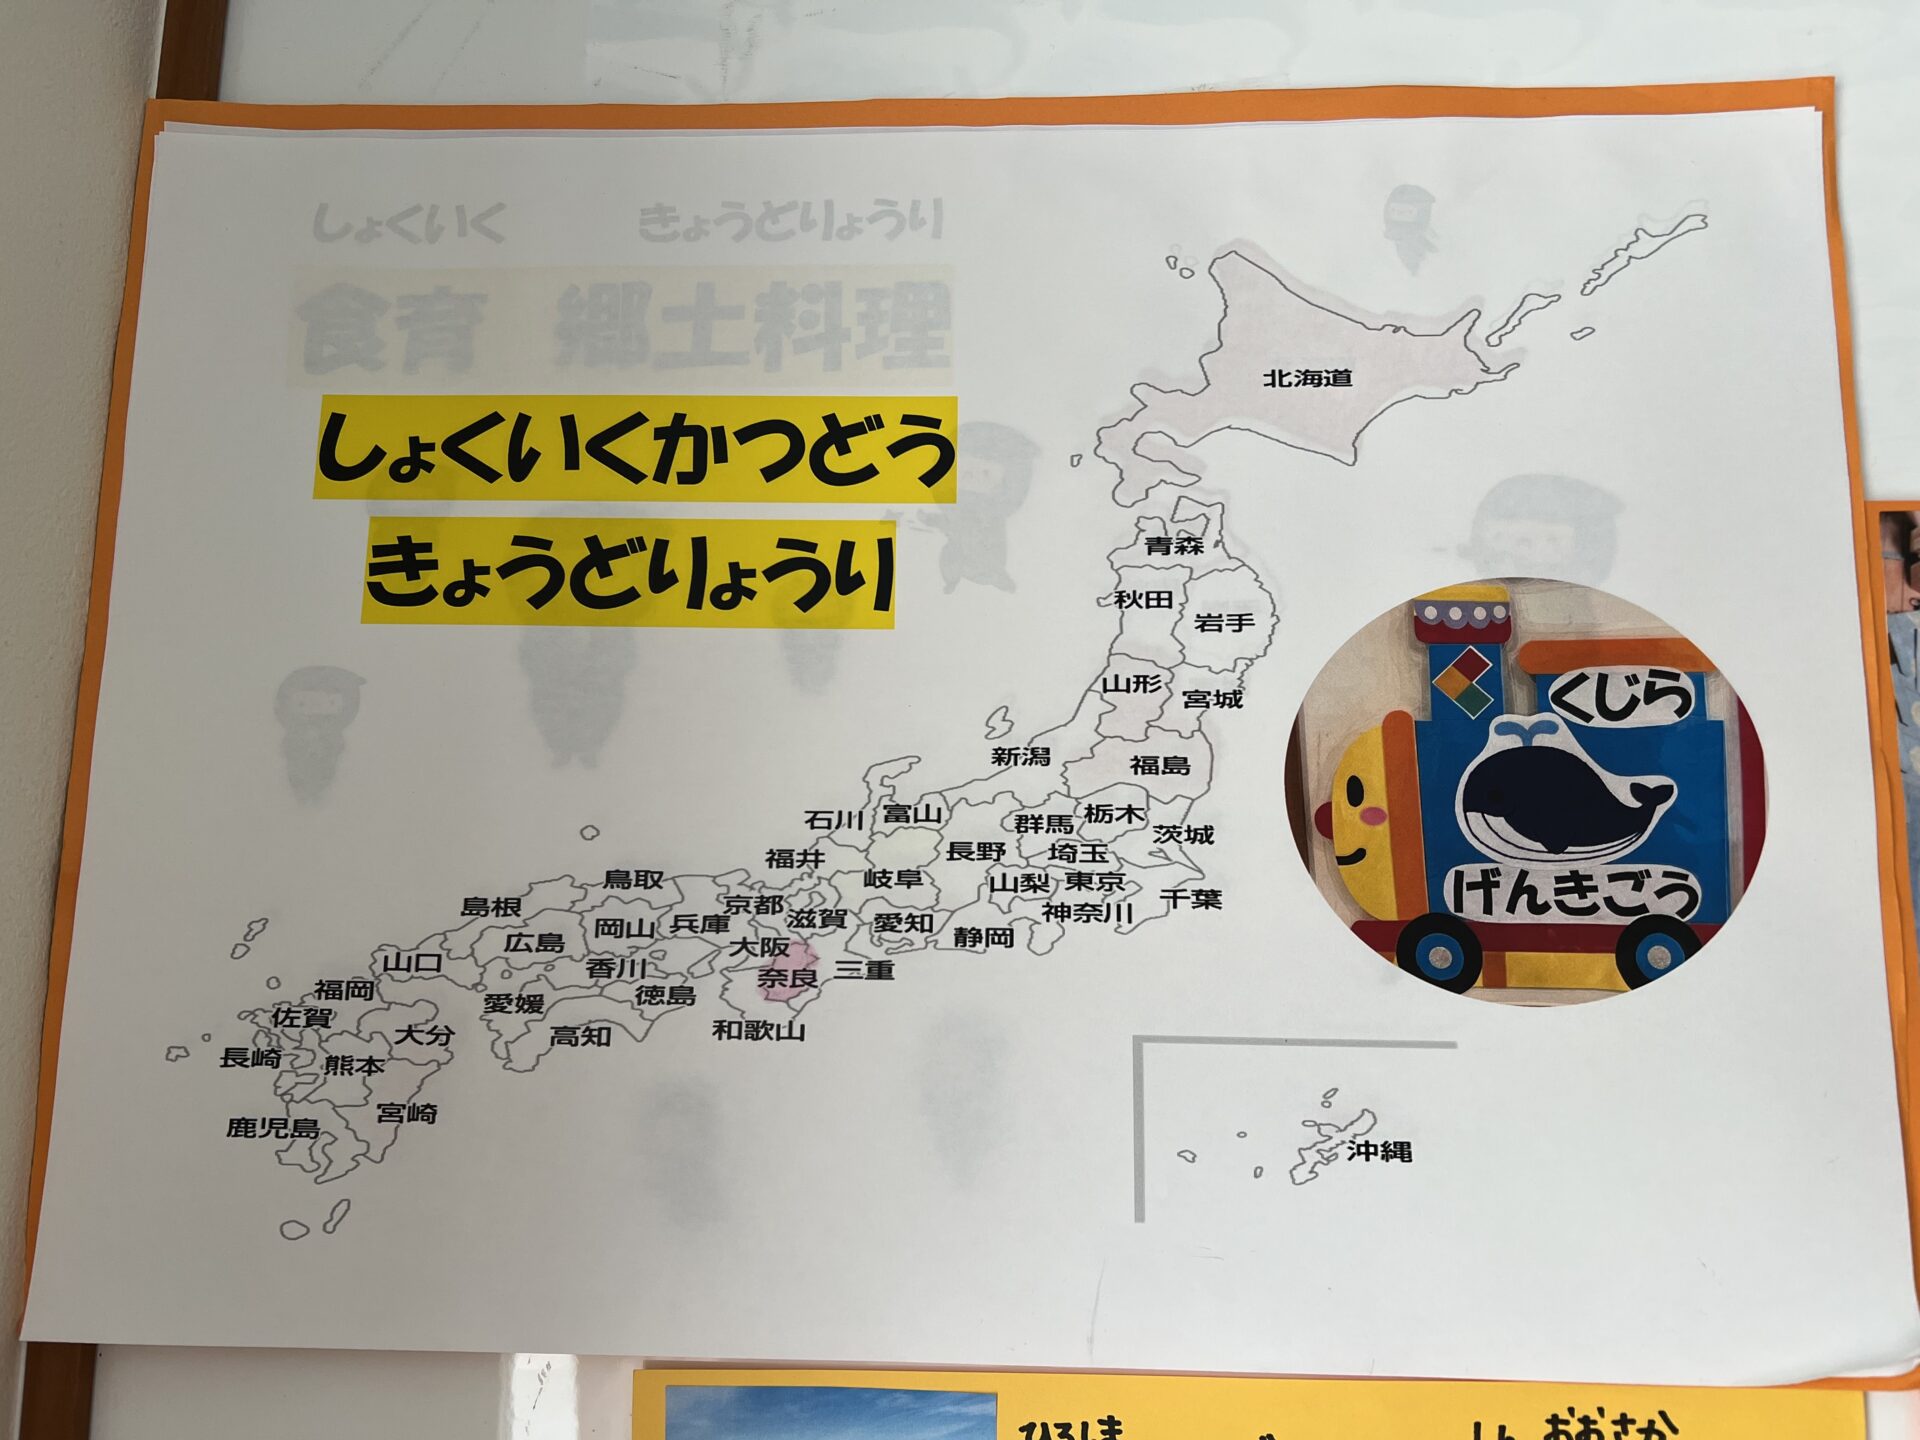 しょくいく きょうどりょうり
食育 郷土料理
しょくいくかつどう
きょうどりょうり
北海道
青森
秋田
岩手
山形
宮城
新潟
福島
石川
富山
群馬
栃木
茨城
福井
長野
埼玉
岐阜
山梨
東京
千葉
神奈川
鳥取
島根
岡山
兵庫
京都
滋賀
愛知
静岡
広島
大阪
奈良
三重
山口
香川
徳島
和歌山
愛媛
高知
福岡
佐賀
大分
長崎
熊本
宮崎
鹿児島
沖縄
くじら
げんきごう
ひろしま
おおさか